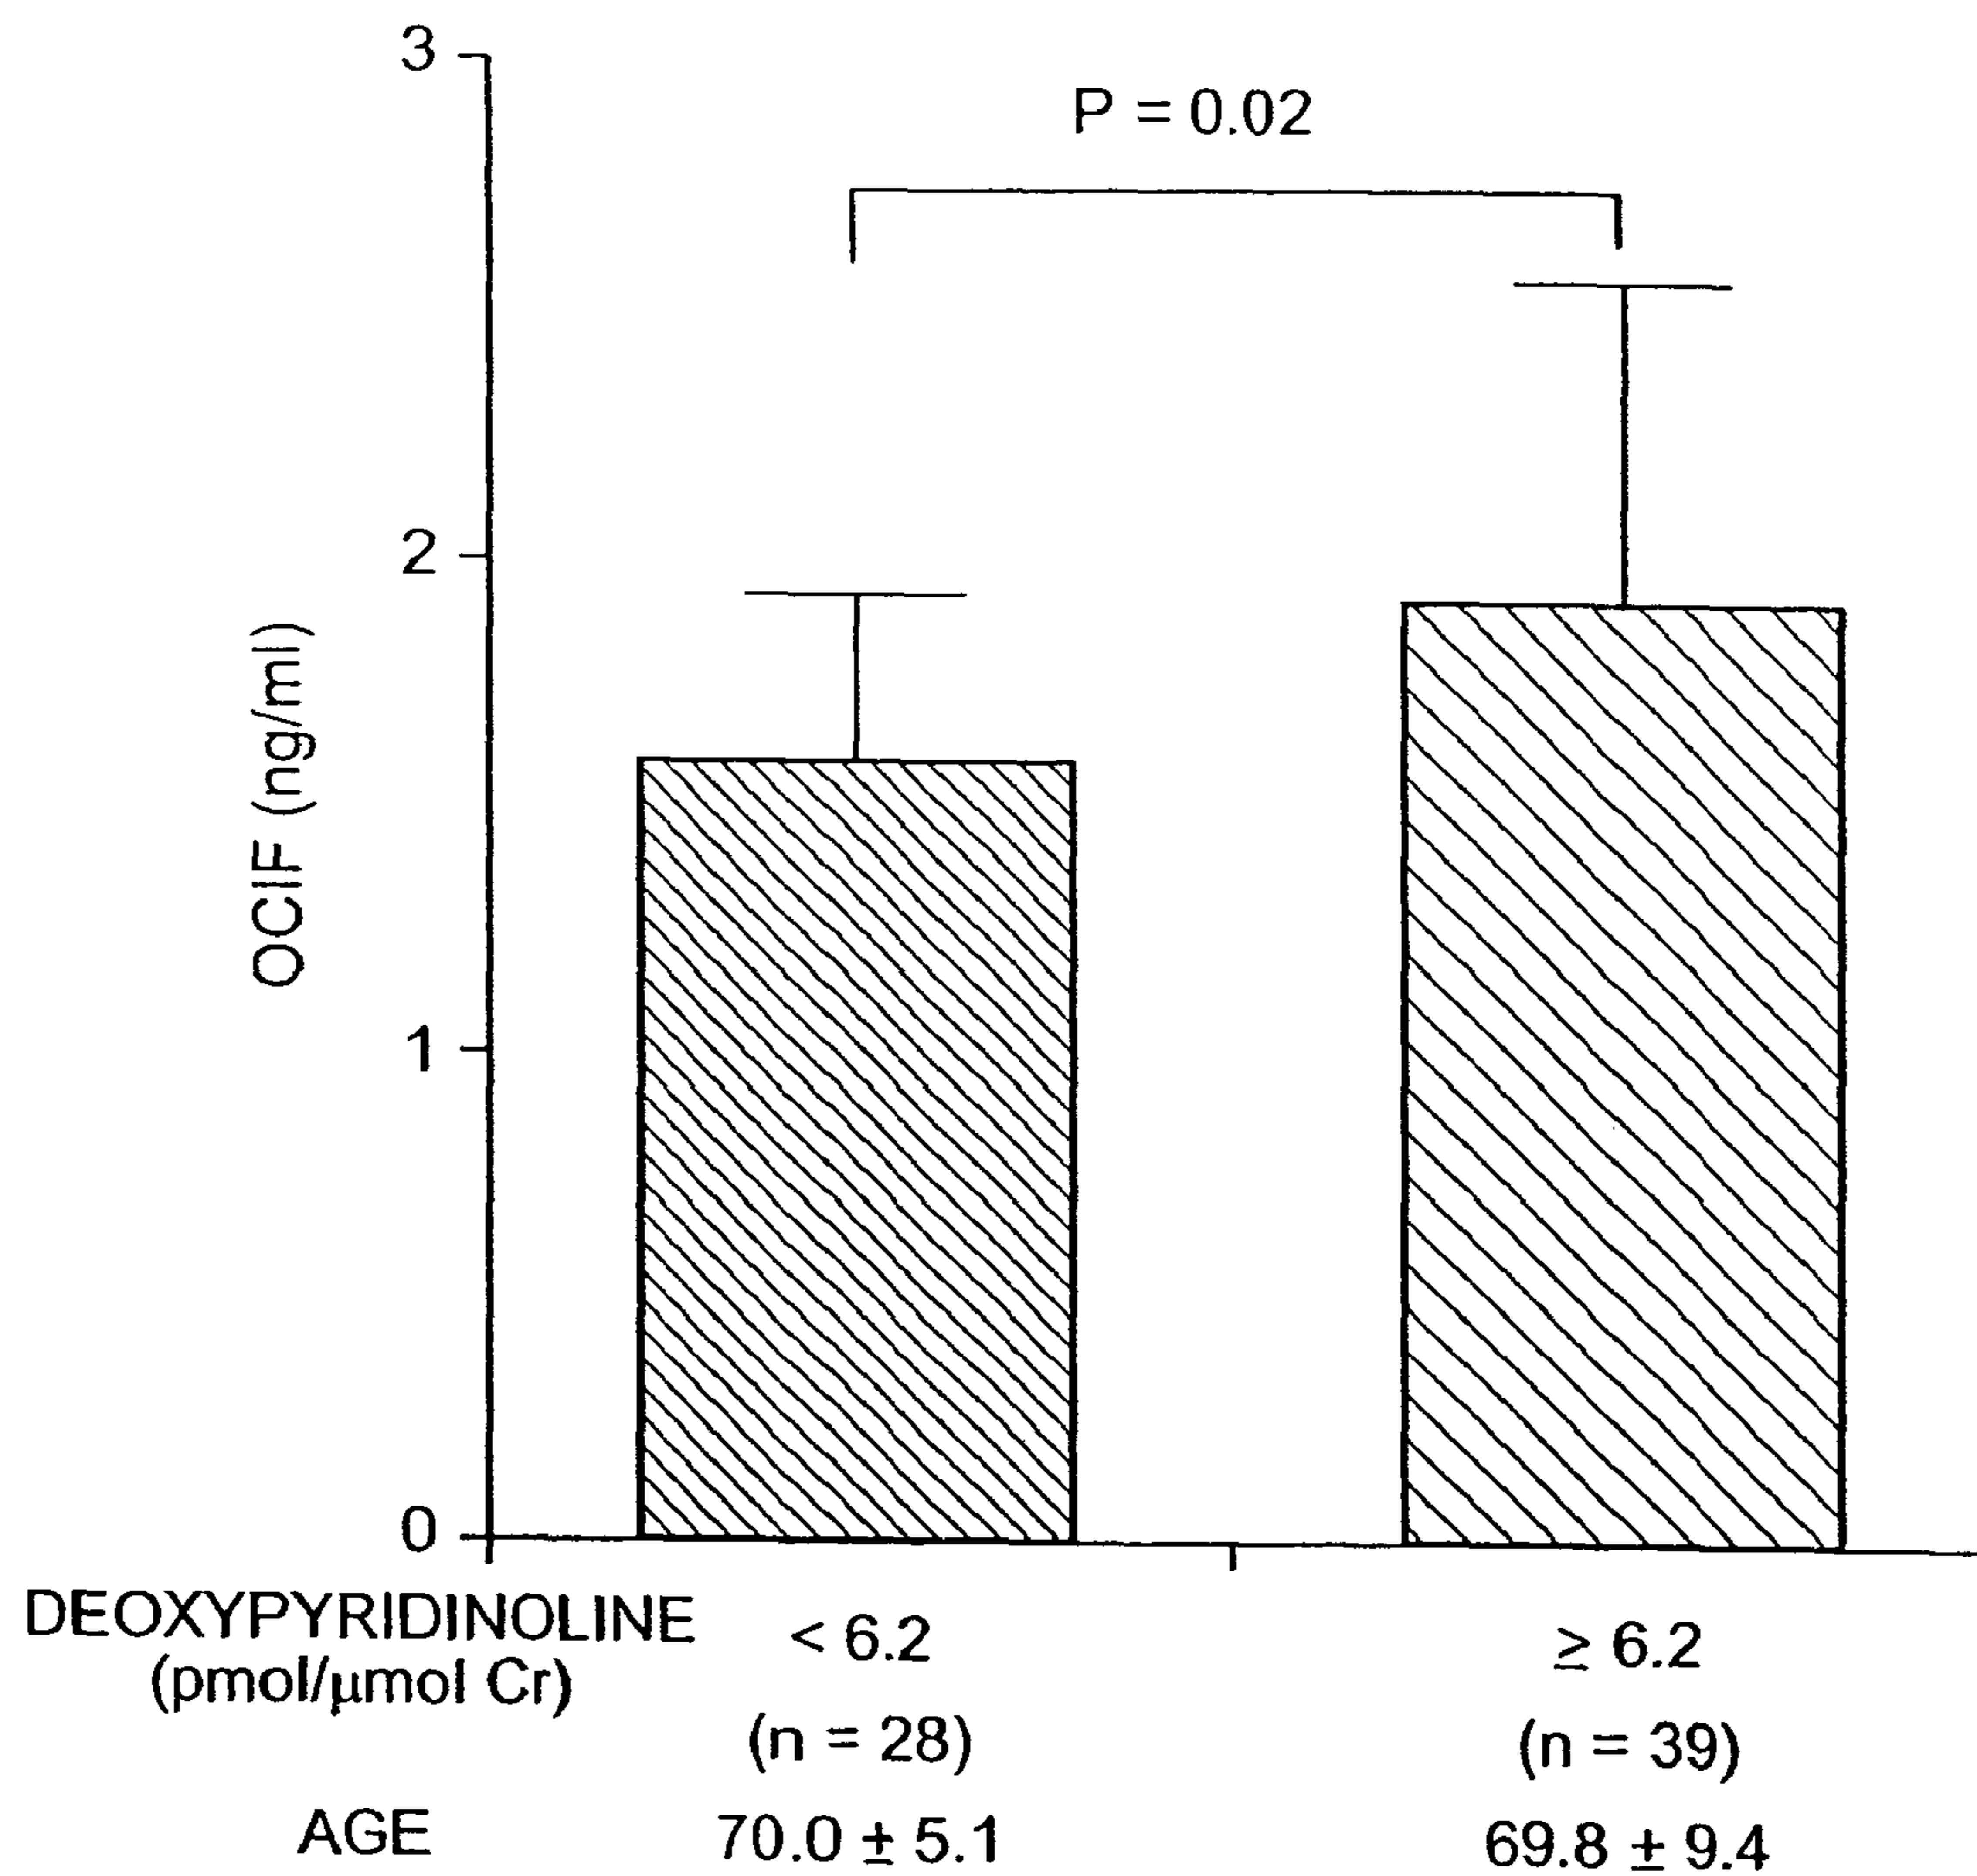 3
P = 0.02
2
OCIF (ng/ml)
1
0
DEOXYPYRIDINOLINE < 6.2 ≥ 6.2
(pmol/μmol Cr)
(n = 28) (n = 39)
AGE 70.0 ± 5.1 69.8 ± 9.4